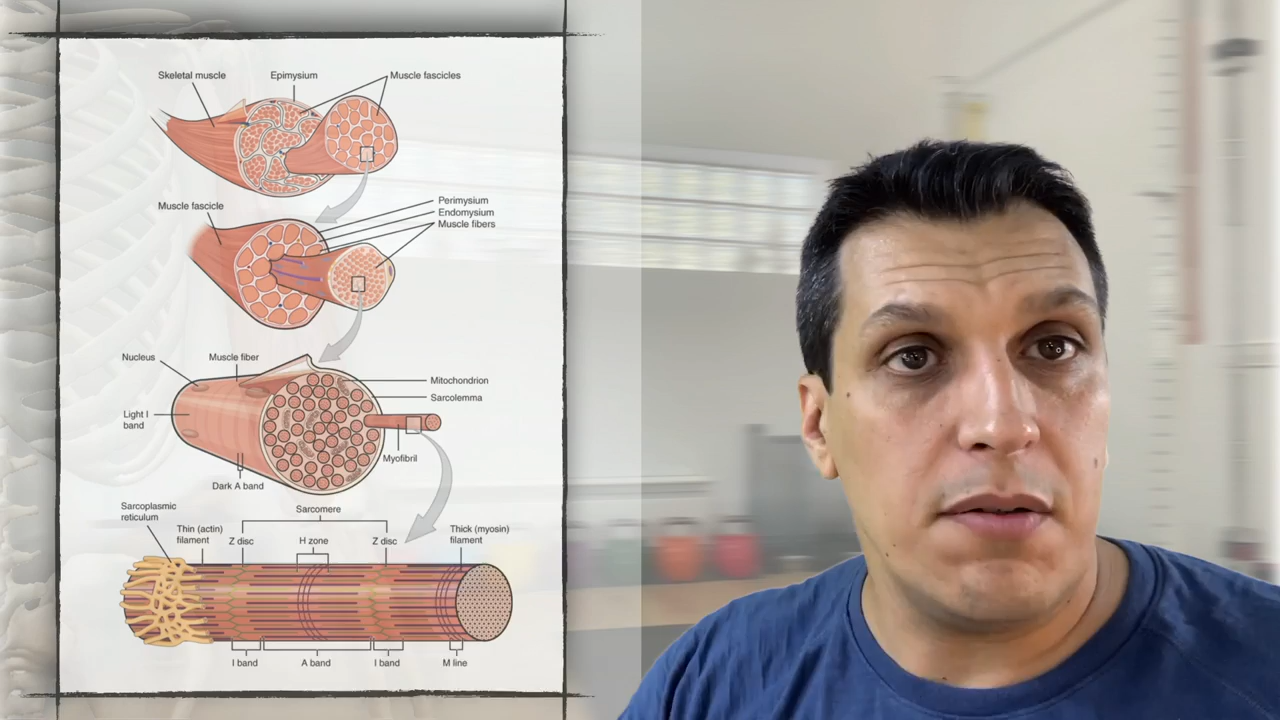 Skeletal muscle
Epimysium
Muscle fascicles
Muscle fascicle
Perimysium
Endomysium
Muscle fibers
Nucleus
Muscle fiber
Mitochondrion
Sarcolemma
Light I
band
Myofibril
Dark A band
Sarcoplasmic
reticulum
Sarcomere
Thin (actin)
filament
Z disc
H zone
Z disc
Thick (myosin)
filament
I band
A band
I band
M line